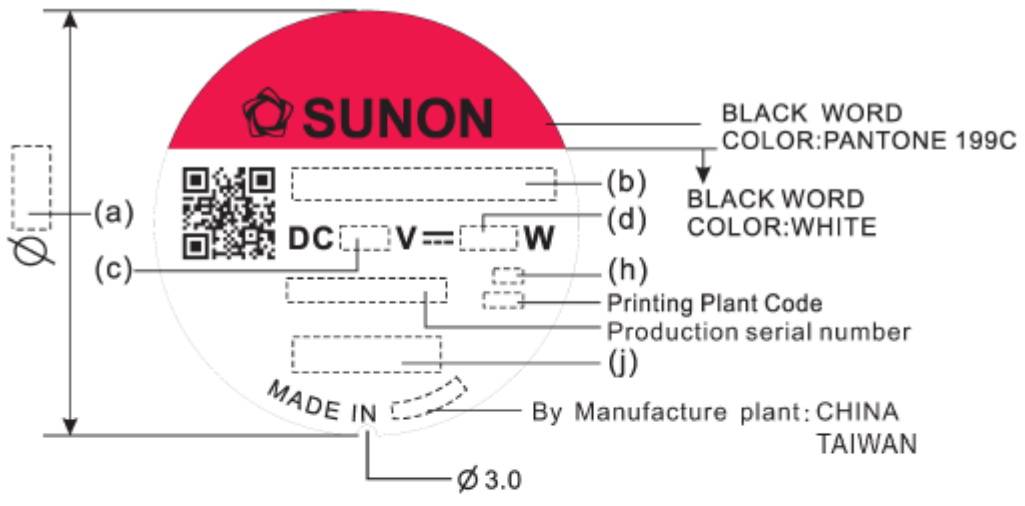 SUNON
BLACK WORD
COLOR:PANTONE 199C
(b)
BLACK WORD
COLOR:WHITE
(a)
Ø
DC V⎓ W
(d)
(c)
(h)
Printing Plant Code
Production serial number
(j)
MADE IN
By Manufacture plant: CHINA
TAIWAN
Ø 3.0